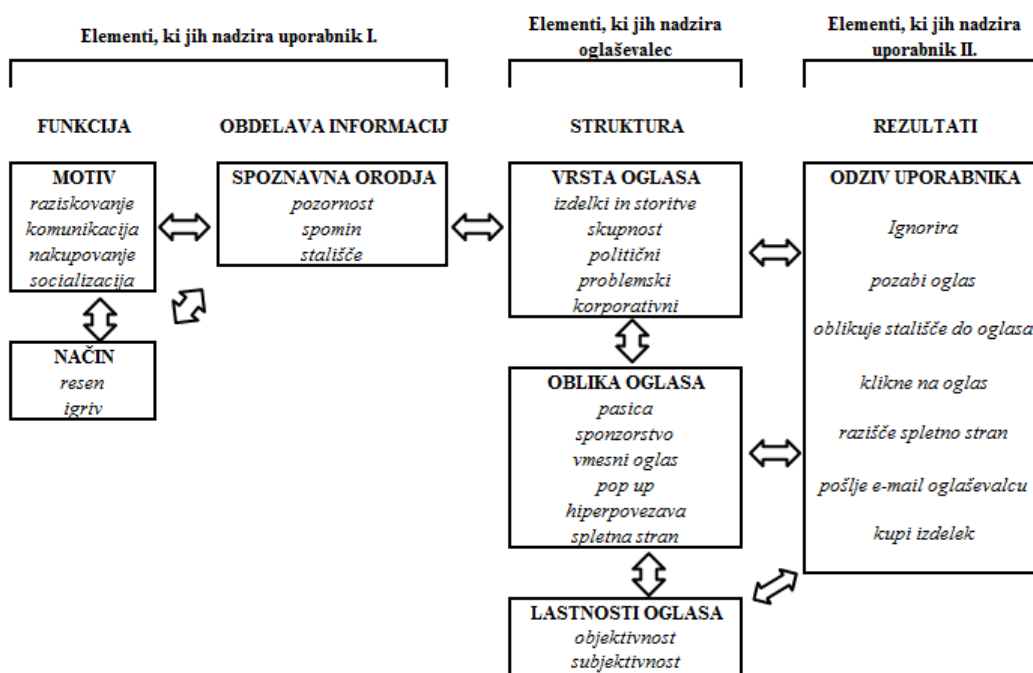 Elementi, ki jih nadzira uporabnik I.
Elementi, ki jih nadzira
oglaševalec
Elementi, ki jih nadzira
uporabnik II.
FUNKCIJA
OBDELAVA INFORMACIJ
STRUKTURA
REZULTATI
MOTIV
raziskovanje
komunikacija
nakupovanje
socializacija
NAČIN
resen
igriv
SPOZNAVNA ORODJA
pozornost
spomin
stališče
VRSTA OGLASA
izdelki in storitve
skupnost
politični
problemski
korporativni
OBLIKA OGLASA
pasica
sponzorstvo
vmesni oglas
pop up
hiperpovezava
spletna stran
LASTNOSTI OGLASA
objektivnost
subjektivnost
ODZIV UPORABNIKA
Ignorira
pozabi oglas
oblikuje stališče do oglasa
klikne na oglas
razišče spletno stran
pošlje e-mail oglaševalcu
kupi izdelek